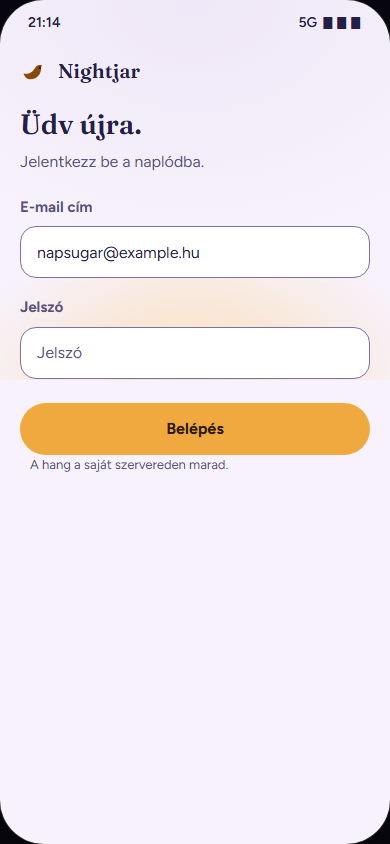 21:14
5G
Nightjar
Üdv újra.
Jelentkezz be a naplódba.
E-mail cím
napsugar@example.hu
Jelszó
Jelszó
Belépés
A hang a saját szervereden marad.